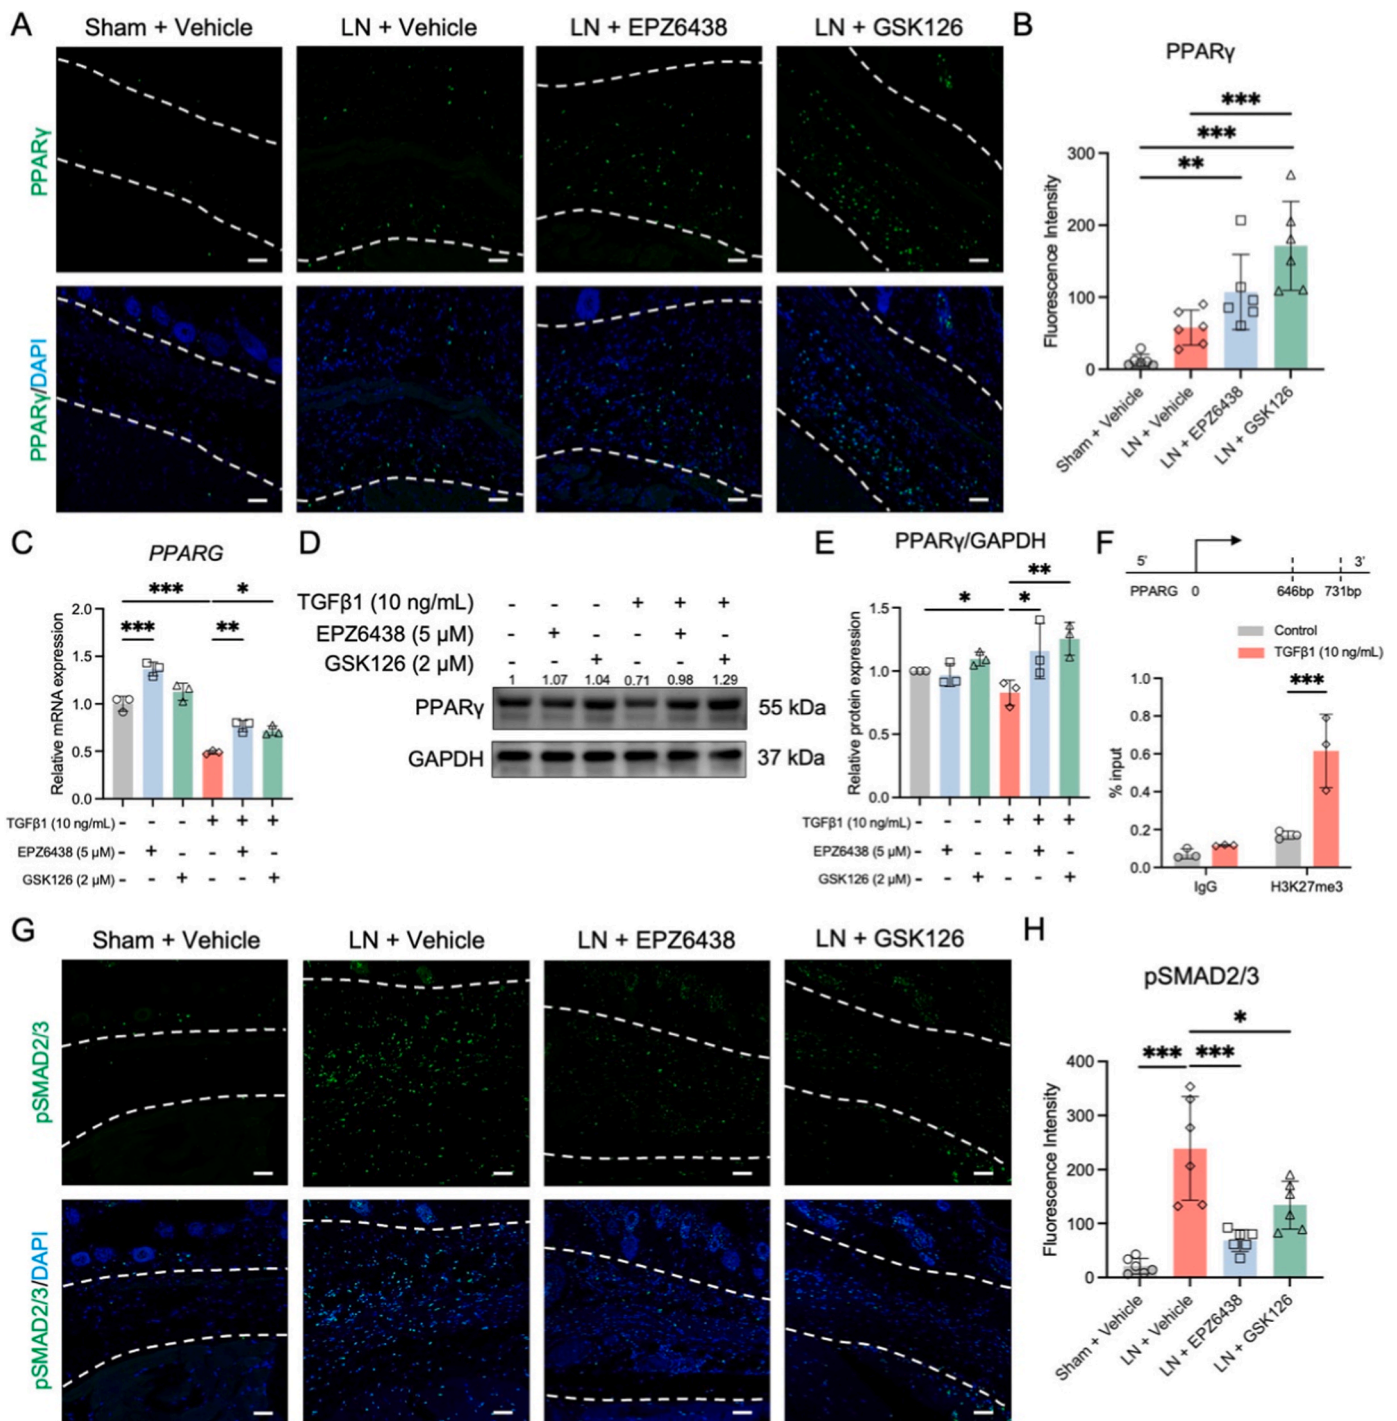 A
Sham + Vehicle
LN + Vehicle
LN + EPZ6438
LN + GSK126
PPARγ
PPARγ/DAPI
B
PPARγ
***
***
**
Fluorescence Intensity
300
200
100
0
Sham + Vehicle
LN + Vehicle
LN + EPZ6438
LN + GSK126
C
PPARG
*** *
*** **
Relative mRNA expression
2.0
1.5
1.0
0.5
0.0
TGFβ1 (10 ng/mL) - - - + + +
EPZ6438 (5 μM) - + - - + -
GSK126 (2 μM) - - + - - +
D
TGFβ1 (10 ng/mL) - - - + + +
EPZ6438 (5 μM) - + - - + -
GSK126 (2 μM) - - + - - +
1 1.07 1.04 0.71 0.98 1.29
PPARγ 55 kDa
GAPDH 37 kDa
E
PPARγ/GAPDH
**
* *
Relative protein expression
1.5
1.0
0.5
0.0
TGFβ1 (10 ng/mL) - - - + + +
EPZ6438 (5 μM) - + - - + -
GSK126 (2 μM) - - + - - +
F
5' 3'
PPARG 0 646bp 731bp
Control
TGFβ1 (10 ng/mL)
***
% input
1.0
0.8
0.6
0.4
0.2
0.0
IgG H3K27me3
G
Sham + Vehicle
LN + Vehicle
LN + EPZ6438
LN + GSK126
pSMAD2/3
pSMAD2/3/DAPI
H
pSMAD2/3
*
*** ***
Fluorescence Intensity
400
300
200
100
0
Sham + Vehicle
LN + Vehicle
LN + EPZ6438
LN + GSK126